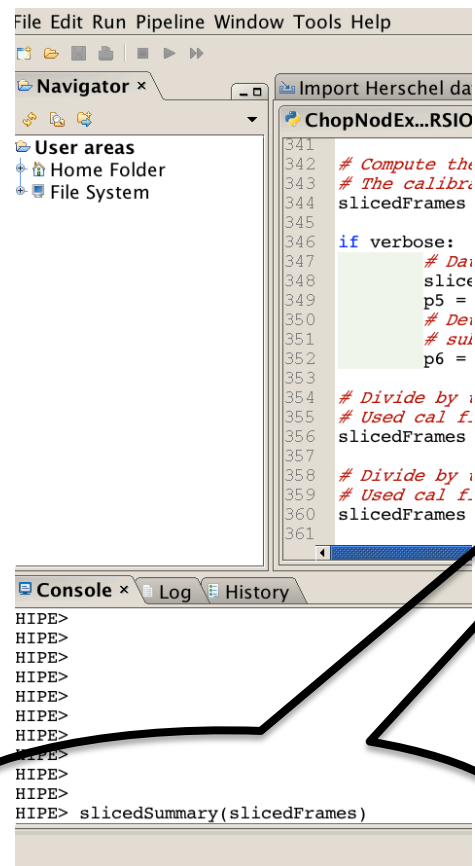 File Edit Run Pipeline Window Tools Help
Navigator ×
User areas
Home Folder
File System
Import Herschel da
ChopNodEx...RSIO
341
342 # Compute the
343 # The calibra
344 slicedFrames
345
346 if verbose:
347 # Dat
348 slice
349 p5 =
350 # Det
351 # sub
352 p6 =
353
354 # Divide by t
355 # Used cal fi
356 slicedFrames
357
358 # Divide by t
359 # Used cal fi
360 slicedFrames
361
Console × Log History
HIPE>
HIPE>
HIPE>
HIPE>
HIPE>
HIPE>
HIPE>
HIPE>
HIPE>
HIPE>
HIPE> slicedSummary(slicedFrames)